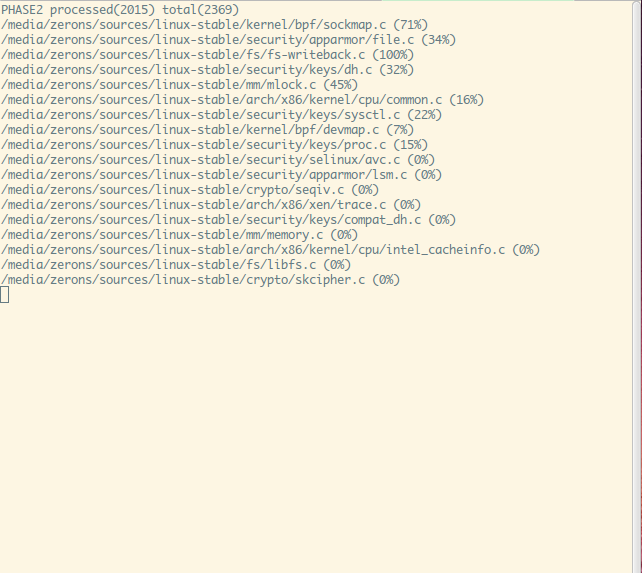 PHASE2 processed(2015) total(2369)
/media/zerons/sources/linux-stable/kernel/bpf/sockmap.c (71%)
/media/zerons/sources/linux-stable/security/apparmor/file.c (34%)
/media/zerons/sources/linux-stable/fs/fs-writeback.c (100%)
/media/zerons/sources/linux-stable/security/keys/dh.c (32%)
/media/zerons/sources/linux-stable/mm/mlock.c (45%)
/media/zerons/sources/linux-stable/arch/x86/kernel/cpu/common.c (16%)
/media/zerons/sources/linux-stable/security/keys/sysctl.c (22%)
/media/zerons/sources/linux-stable/kernel/bpf/devmap.c (7%)
/media/zerons/sources/linux-stable/security/keys/proc.c (15%)
/media/zerons/sources/linux-stable/security/selinux/avc.c (0%)
/media/zerons/sources/linux-stable/security/apparmor/lsm.c (0%)
/media/zerons/sources/linux-stable/crypto/seqiv.c (0%)
/media/zerons/sources/linux-stable/arch/x86/xen/trace.c (0%)
/media/zerons/sources/linux-stable/security/keys/compat_dh.c (0%)
/media/zerons/sources/linux-stable/mm/memory.c (0%)
/media/zerons/sources/linux-stable/arch/x86/kernel/cpu/intel_cacheinfo.c (0%)
/media/zerons/sources/linux-stable/fs/libfs.c (0%)
/media/zerons/sources/linux-stable/crypto/skcipher.c (0%)